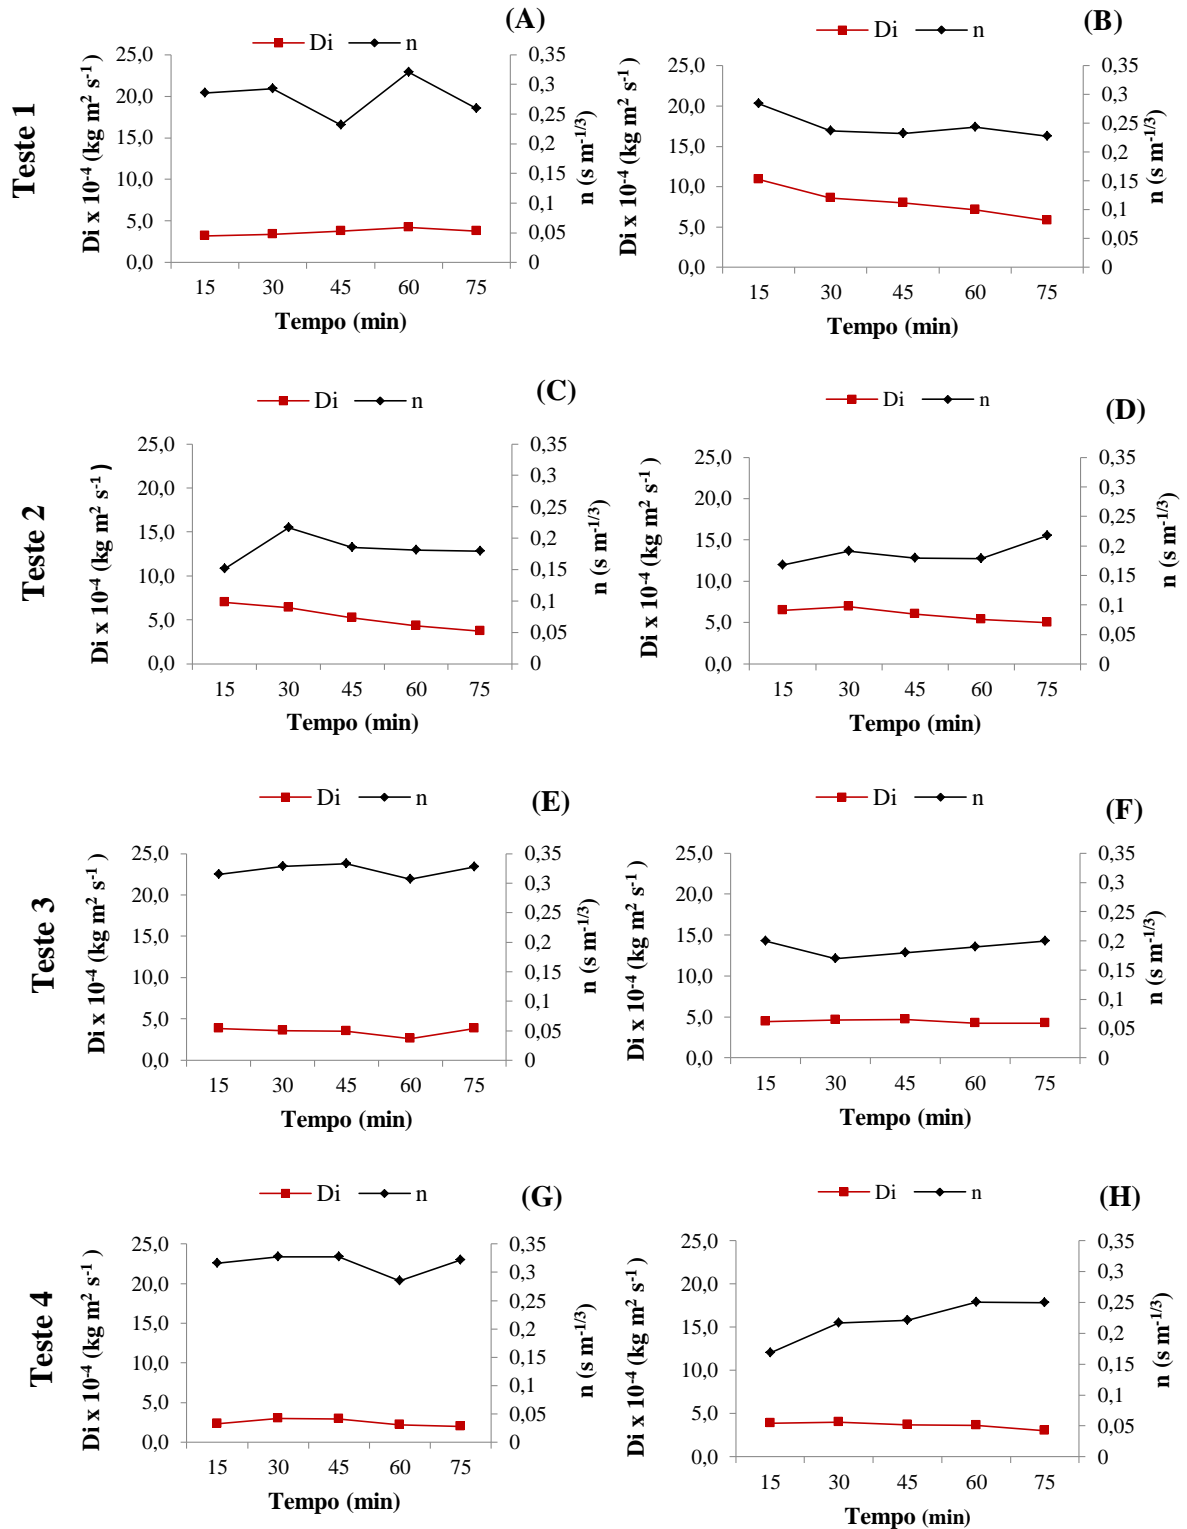 Teste 1
(A)
Di n
Di x 10⁻⁴ (kg m² s⁻¹)
25,0
20,0
15,0
10,0
5,0
0,0
0,35
0,3
0,25
0,2
0,15
0,1
0,05
0
n (s m⁻¹/³)
15 30 45 60 75
Tempo (min)
(B)
Di n
Di x 10⁻⁴ (kg m² s⁻¹)
25,0
20,0
15,0
10,0
5,0
0,0
0,35
0,3
0,25
0,2
0,15
0,1
0,05
0
n (s m⁻¹/³)
15 30 45 60 75
Tempo (min)
Teste 2
(C)
Di n
Di x 10⁻⁴ (kg m² s⁻¹)
25,0
20,0
15,0
10,0
5,0
0,0
0,35
0,3
0,25
0,2
0,15
0,1
0,05
0
n (s m⁻¹/³)
15 30 45 60 75
Tempo (min)
(D)
Di n
Di x 10⁻⁴ (kg m² s⁻¹)
25,0
20,0
15,0
10,0
5,0
0,0
0,35
0,3
0,25
0,2
0,15
0,1
0,05
0
n (s m⁻¹/³)
15 30 45 60 75
Tempo (min)
Teste 3
(E)
Di n
Di x 10⁻⁴ (kg m² s⁻¹)
25,0
20,0
15,0
10,0
5,0
0,0
0,35
0,3
0,25
0,2
0,15
0,1
0,05
0
n (s m⁻¹/³)
15 30 45 60 75
Tempo (min)
(F)
Di n
Di x 10⁻⁴ (kg m² s⁻¹)
25,0
20,0
15,0
10,0
5,0
0,0
0,35
0,3
0,25
0,2
0,15
0,1
0,05
0
n (s m⁻¹/³)
15 30 45 60 75
Tempo (min)
Teste 4
(G)
Di n
Di x 10⁻⁴ (kg m² s⁻¹)
25,0
20,0
15,0
10,0
5,0
0,0
0,35
0,3
0,25
0,2
0,15
0,1
0,05
0
n (s m⁻¹/³)
15 30 45 60 75
Tempo (min)
(H)
Di n
Di x 10⁻⁴ (kg m² s⁻¹)
25,0
20,0
15,0
10,0
5,0
0,0
0,35
0,3
0,25
0,2
0,15
0,1
0,05
0
n (s m⁻¹/³)
15 30 45 60 75
Tempo (min)